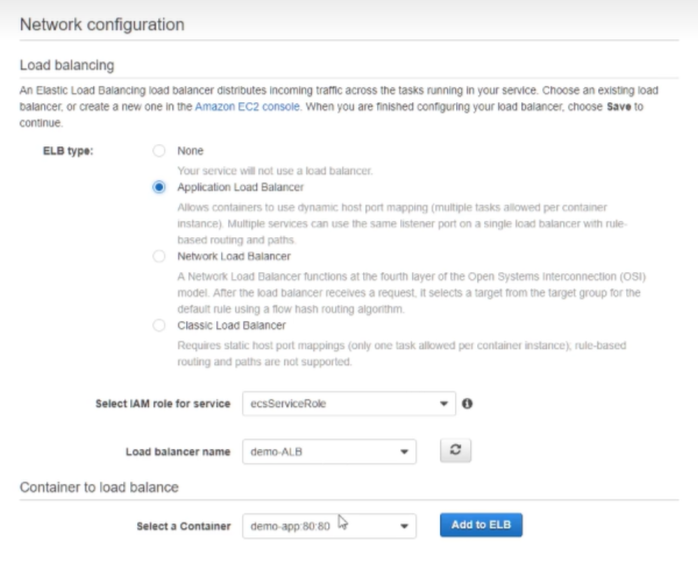 Network configuration
Load balancing
An Elastic Load Balancing load balancer distributes incoming traffic across the tasks running in your service. Choose an existing load
balancer, or create a new one in the Amazon EC2 console. When you are finished configuring your load balancer, choose Save to
continue.
ELB type:
None
Your service will not use a load balancer.
Application Load Balancer
Allows containers to use dynamic host port mapping (multiple tasks allowed per container
instance). Multiple services can use the same listener port on a single load balancer with rule-
based routing and paths.
Network Load Balancer
A Network Load Balancer functions at the fourth layer of the Open Systems Interconnection (OSI)
model. After the load balancer receives a request, it selects a target from the target group for the
default rule using a flow hash routing algorithm.
Classic Load Balancer
Requires static host port mappings (only one task allowed per container instance); rule-based
routing and paths are not supported.
Select IAM role for service ecsServiceRole
Load balancer name demo-ALB
Container to load balance
Select a Container demo-app:80:80 Add to ELB